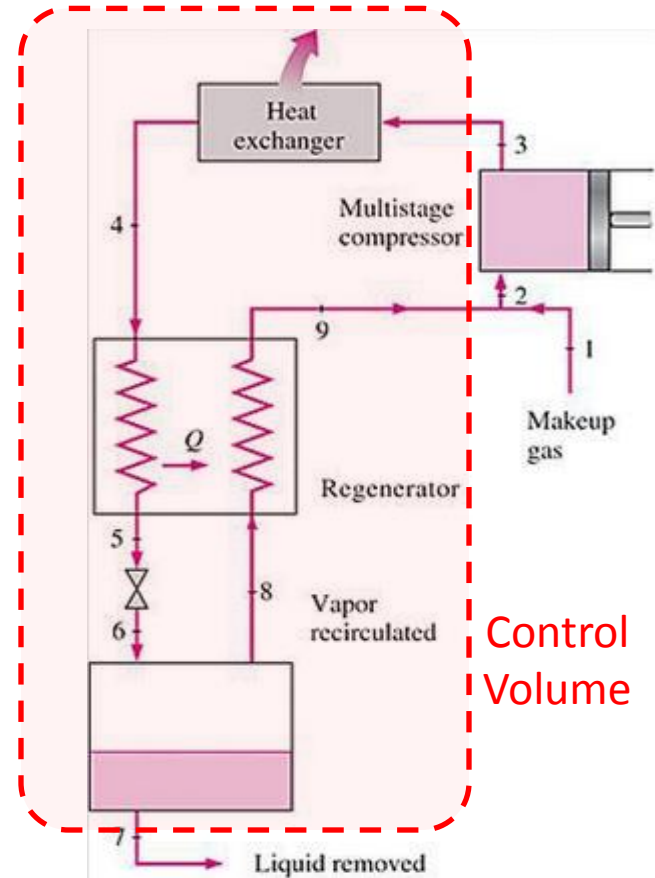 Heat
exchanger
3
4
Multistage
compressor
2
9
1
Makeup
gas
Q
Regenerator
5
8
Vapor
recirculated
6
Control
Volume
7
Liquid removed